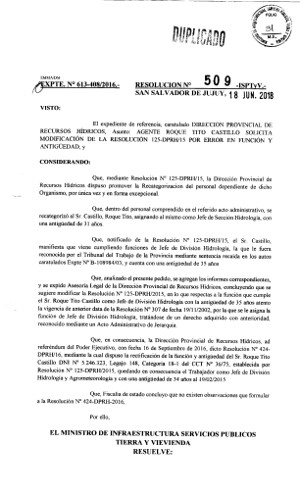 DUPLICADO
EXPTE. Nº 613-408/2016.- RESOLUCION Nº 509 -ISPTyV.-
SAN SALVADOR DE JUJUY, 18 JUN. 2018
VISTO:
El expediente de referencia, caratulado DIRECCION PROVINCIAL DE
RECURSOS HÍDRICOS, Asunto: AGENTE ROQUE TITO CASTILLO SOLICITA
MODIFICACIÓN DE LA RESOLUCIÓN 125-DPRH/15 POR ERROR EN FUNCIÓN Y
ANTIGÜEDAD, y
CONSIDERANDO:
Que, mediante Resolución Nº 125-DPRH/15, la Dirección Provincial de
Recursos Hídricos dispuso promover la Recategorización del personal dependiente de dicho
Organismo, por única vez y en forma excepcional.
Que, dentro del personal comprendido en el referido acto administrativo, se
recategorizó al Sr. Castillo, Roque Tito, asignando al mismo como Jefe de Sección Hidrología, con
una antigüedad de 31 años.
Que, notificado de la Resolución Nº 125-DPRH/15, el Sr. Castillo,
manifiesta que viene cumpliendo funciones de Jefe de División Hidrología, la que le fuera
reconocida por el Tribunal del Trabajo de la Provincia mediante sentencia recaída en los autos
caratulados Expte Nº y cuenta con una antigüedad de 35 años
Que, analizado el presente pedido, se agregan los informes correspondientes,
y se expide Asesoría Legal de la Dirección Provincial de Recursos Hídricos, concluyendo que se
sugiere modificar la Resolución Nº 125-DPRH/2015, en lo que respecta a la función que cumple
el Sr. Roque Tito Castillo como Jefe de División Hidrología con la antigüedad de 35 años desde
la vigencia de anterior data de la Resolución Nº 307 de fecha 19/11/2002, por la que se le asigna la
función de Jefe de División Hidrología, tratándose de un derecho adquirido con anterioridad,
reconocido mediante un Acto Administrativo de Jerarquía.
Que, es consecuencia, la Dirección Provincial de Recursos Hídricos, ad
referéndum del Poder Ejecutivo, con fecha 16 de Septiembre de 2016, dictó Resolución Nº 424-
DPRH/16, mediante la cual dispuso la rectificación de la función y antigüedad del Sr. Roque Tito
Castillo DNI Nº 5.246.323, Legajo 148, Categoría 18-1 del CCT Nº 36/75, establecida por
Resolución Nº 125-DPRH/2015, quedando en consecuencia el Trabajador como Jefe de División
Hidrología y Agrometeorología y con una antigüedad de 34 años al 19/02/2015
Que, Fiscalía de estado concluye que no existen observaciones que formular
a la Resolución Nº 424-DPRH/2016.
Por ello,
EL MINISTRO DE INFRAESTRUCTURA SERVICIOS PUBLICOS
TIERRA Y VIEVIENDA
RESUELVE: